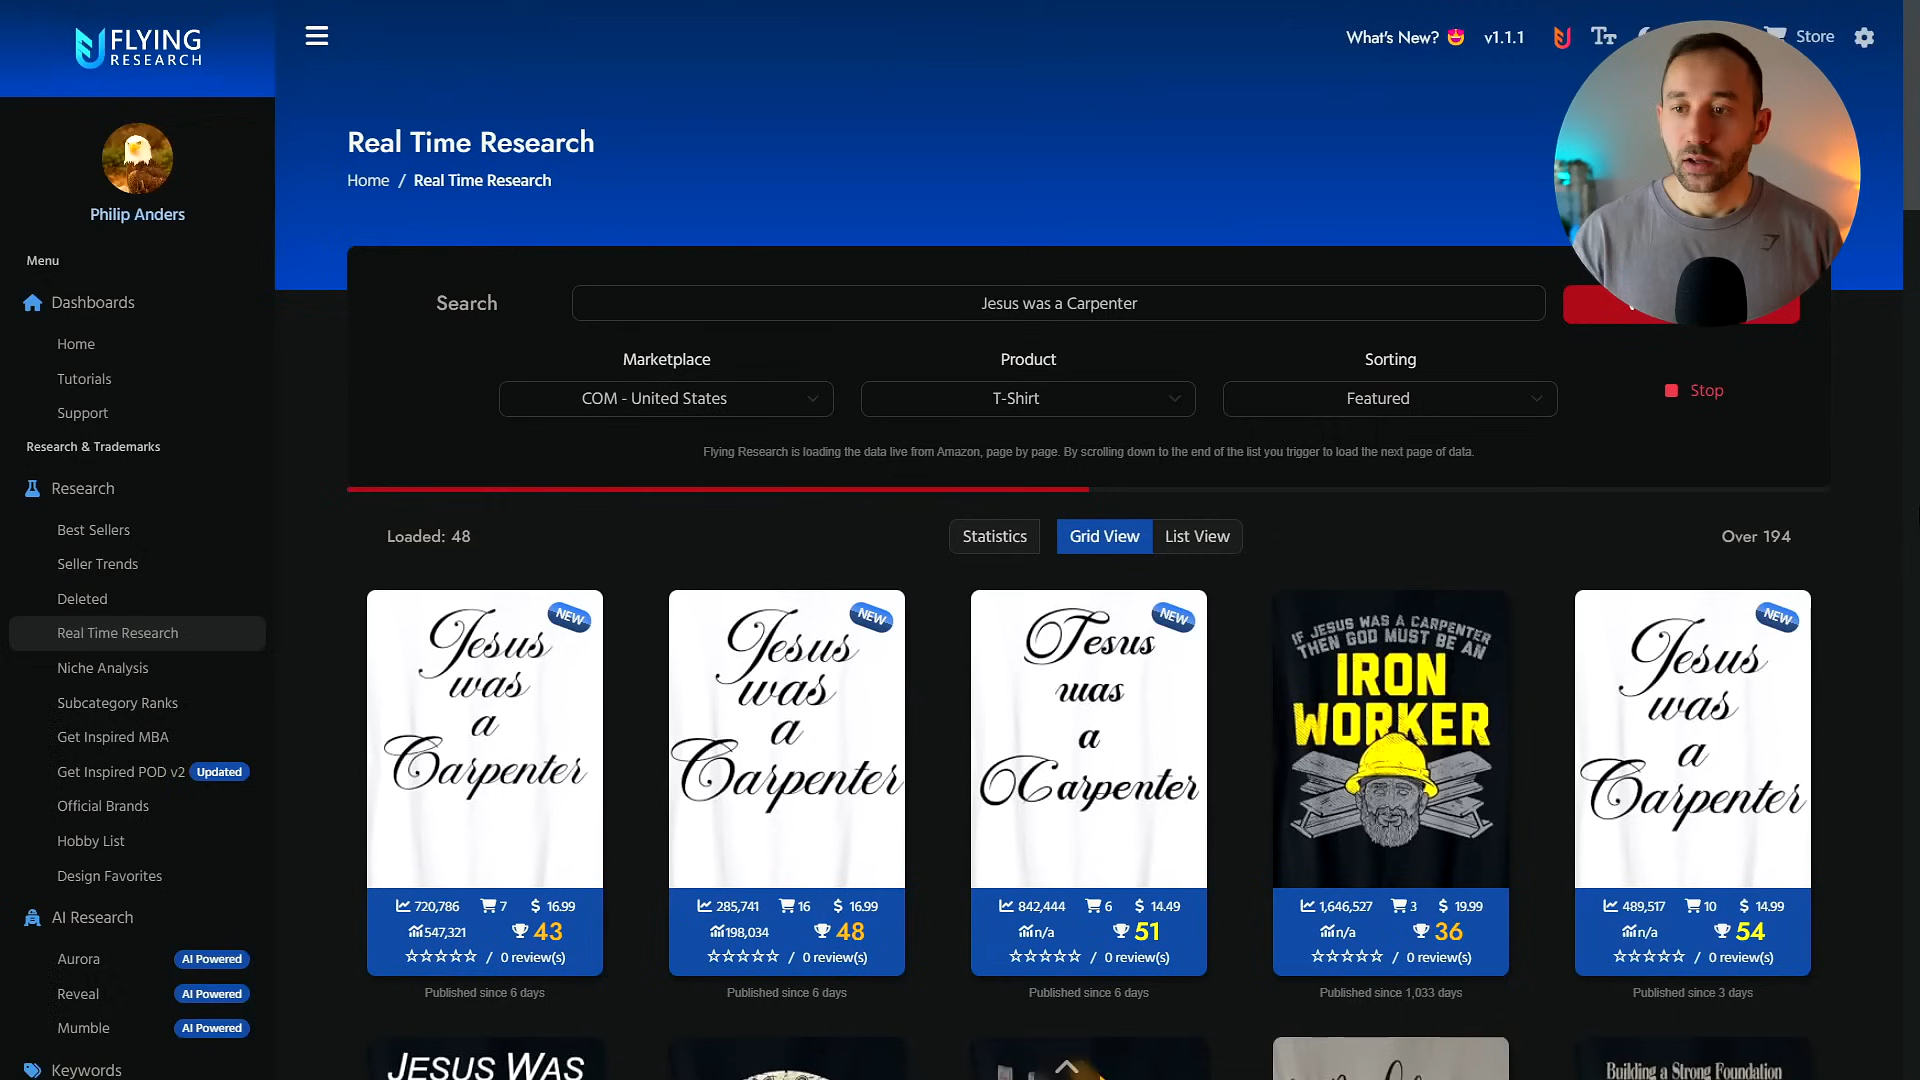 FLYING
RESEARCH
What's New?
v1.1.1
Tт
Store
Philip Anders
Menu
Dashboards
Home
Tutorials
Support
Research & Trademarks
Research
Best Sellers
Seller Trends
Deleted
Real Time Research
Niche Analysis
Subcategory Ranks
Get Inspired MBA
Get Inspired POD v2 Updated
Official Brands
Hobby List
Design Favorites
AI Research
Aurora AI Powered
Reveal AI Powered
Mumble AI Powered
Keywords
Real Time Research
Home / Real Time Research
Search
Jesus was a Carpenter
Marketplace
Product
Sorting
COM - United States
T-Shirt
Featured
Stop
Flying Research is loading the data live from Amazon, page by page. By scrolling down to the end of the list you trigger to load the next page of data.
Loaded: 48
Statistics
Grid View
List View
Over 194
NEW
Jesus
was
a
Carpenter
720,786 7 $ 16.99
547,321 43
/ 0 review(s)
Published since 6 days
NEW
Jesus
was
a
Carpenter
285,741 16 $ 16.99
198,034 48
/ 0 review(s)
Published since 6 days
NEW
Jesus
was
a
Carpenter
842,444 6 $ 14.49
n/a 51
/ 0 review(s)
Published since 6 days
IF JESUS WAS A CARPENTER
THEN GOD MUST BE AN
IRON
WORKER
1,646,527 3 $ 19.99
n/a 36
/ 0 review(s)
Published since 1,033 days
NEW
Jesus
was
a
Carpenter
489,517 10 $ 14.99
n/a 54
/ 0 review(s)
Published since 3 days
JESUS WAS
Building a Strong Foundation